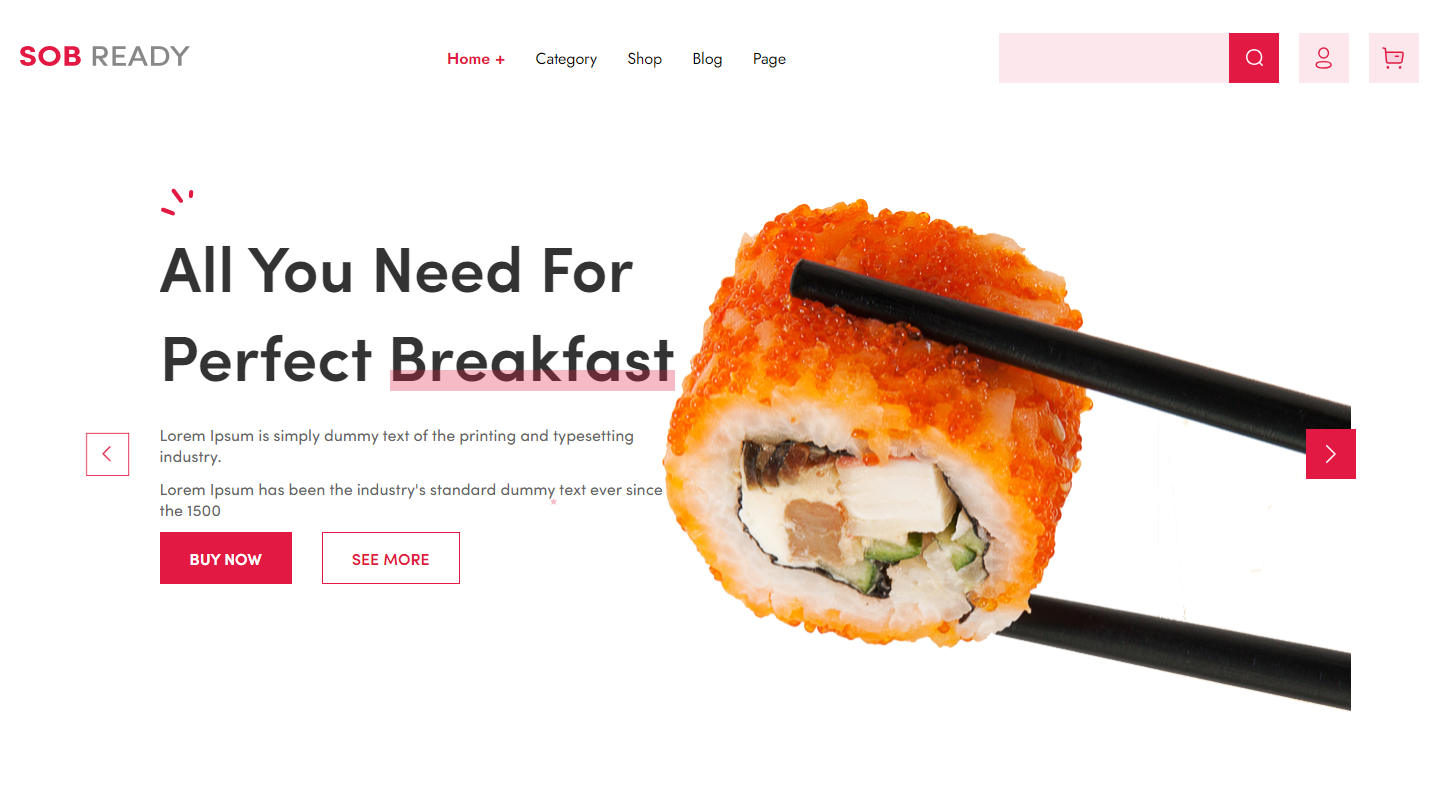 SOB READY
Home +
Category
Shop
Blog
Page
All You Need For
Perfect Breakfast
Lorem Ipsum is simply dummy text of the printing and typesetting
industry.
Lorem Ipsum has been the industry's standard dummy text ever since
the 1500
BUY NOW
SEE MORE